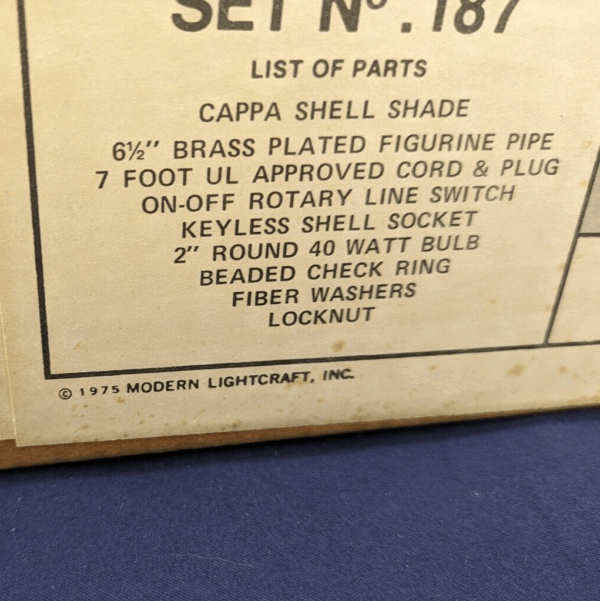 SET Nº. 187
LIST OF PARTS
CAPPA SHELL SHADE
6½" BRASS PLATED FIGURINE PIPE
7 FOOT UL APPROVED CORD & PLUG
ON-OFF ROTARY LINE SWITCH
KEYLESS SHELL SOCKET
2" ROUND 40 WATT BULB
BEADED CHECK RING
FIBER WASHERS
LOCKNUT
© 1975 MODERN LIGHTCRAFT, INC.